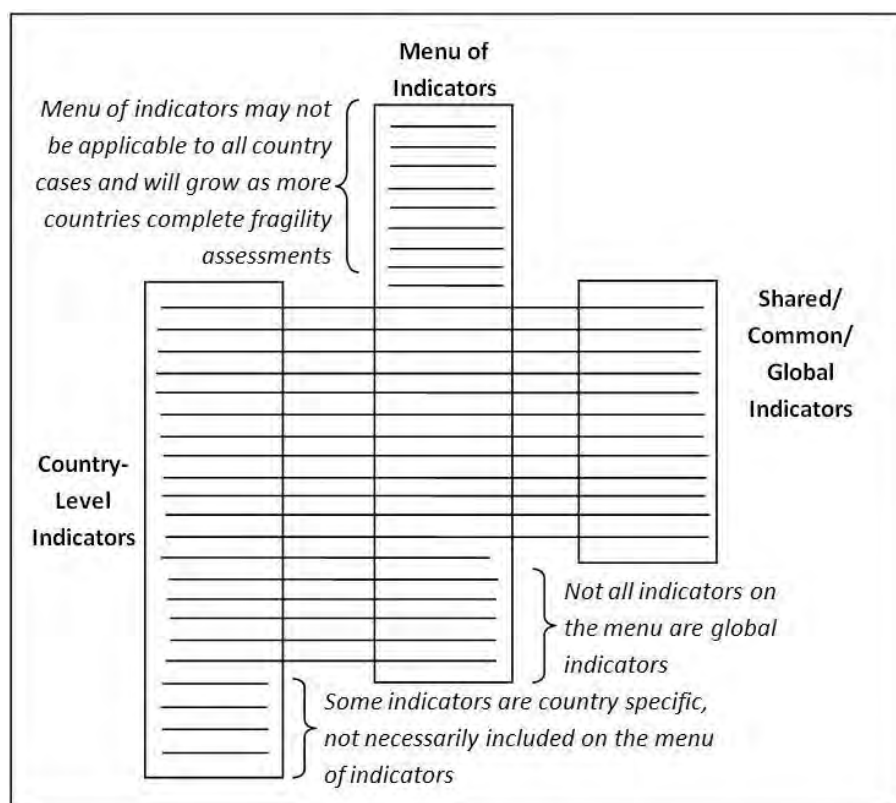 Menu of
Indicators
Menu of indicators may not
be applicable to all country
cases and will grow as more
countries complete fragility
assessments
Shared/
Common/
Global
Indicators
Country-
Level
Indicators
Not all indicators on
the menu are global
indicators
Some indicators are country specific,
not necessarily included on the menu
of indicators